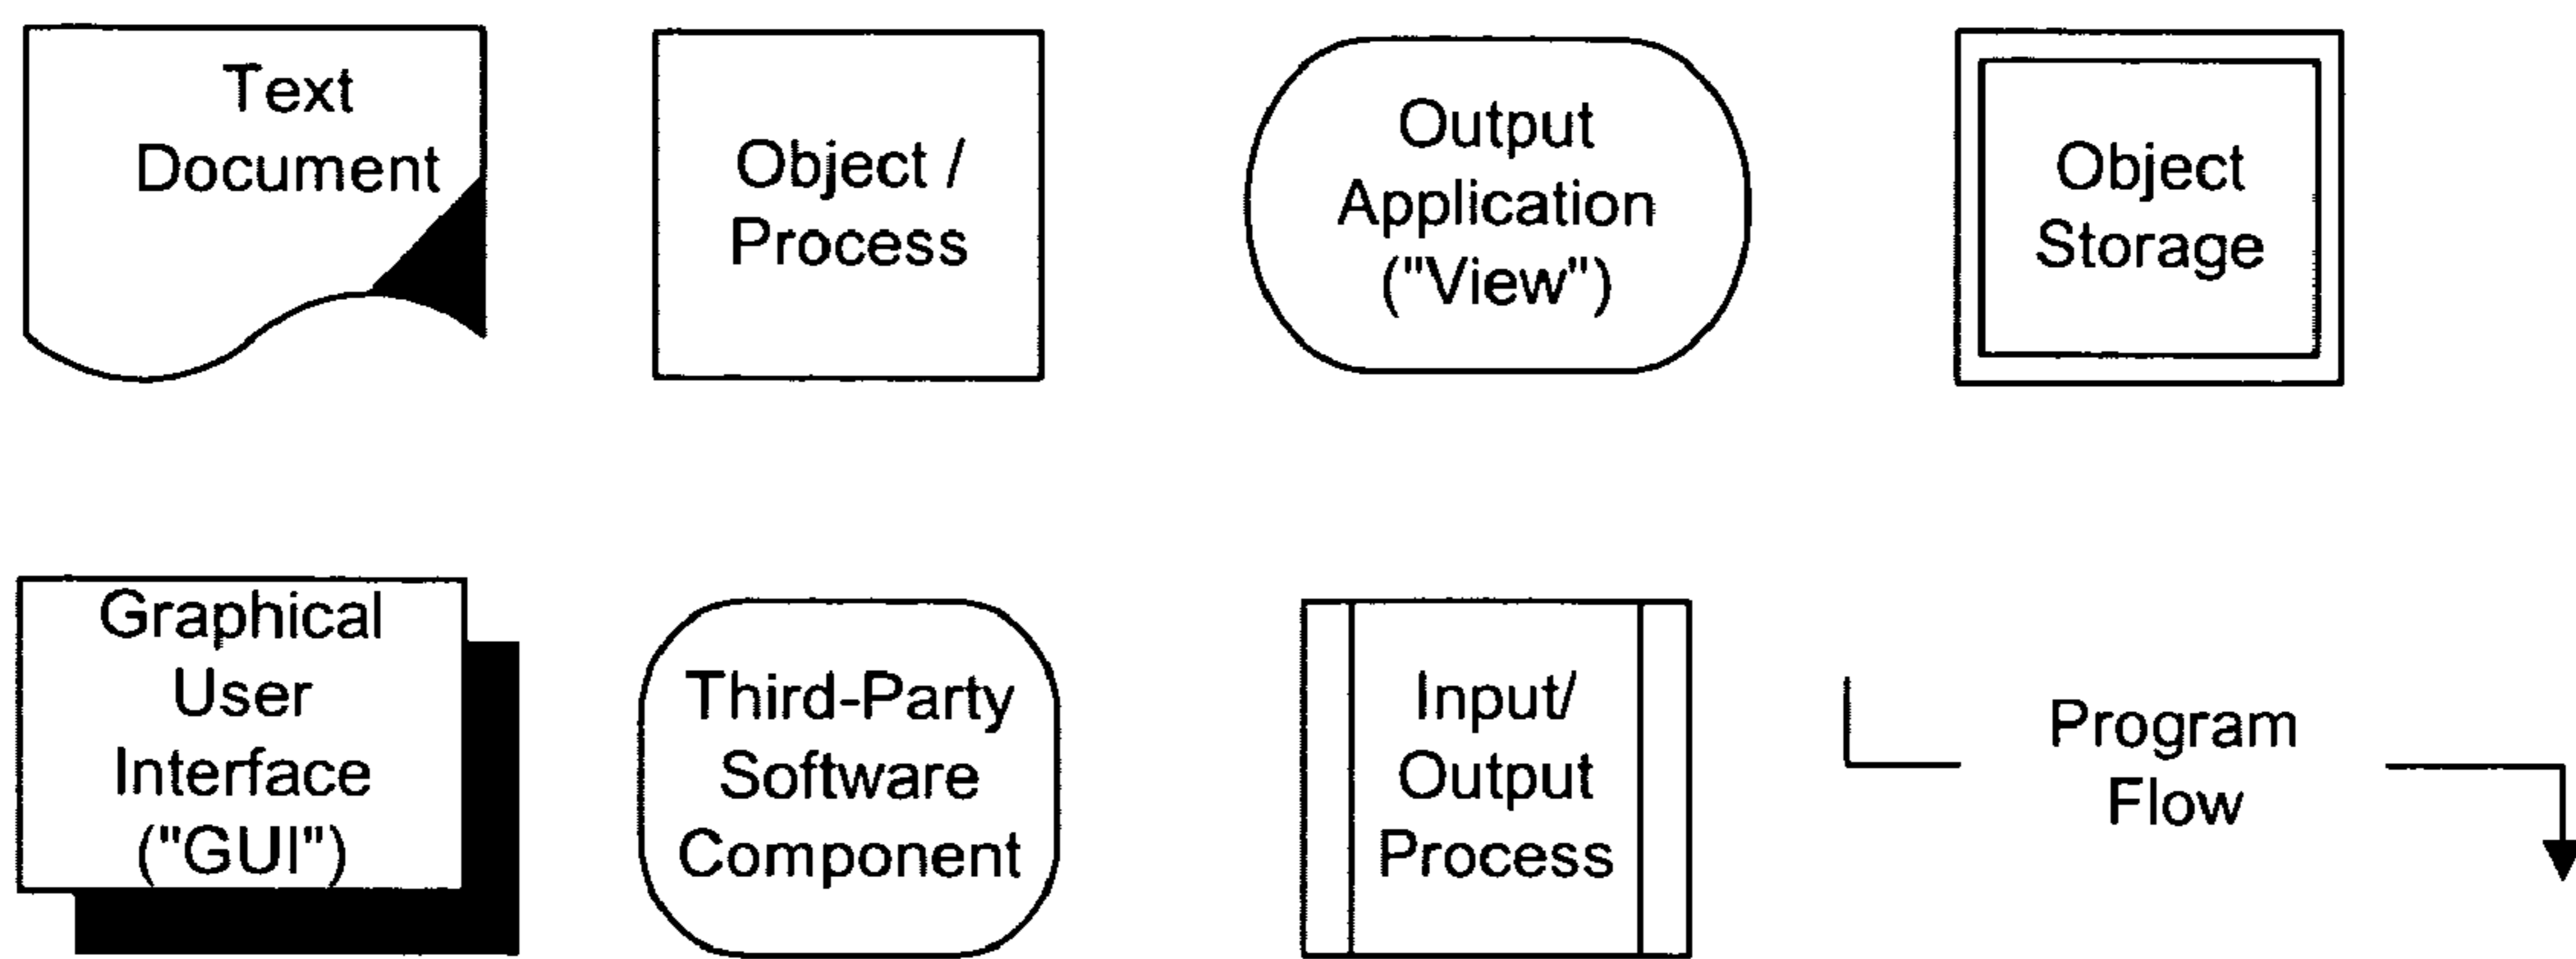 Text
Document
Object /
Process
Output
Application
("View")
Object
Storage
Graphical
User
Interface
("GUI")
Third-Party
Software
Component
Input/
Output
Process
Program
Flow